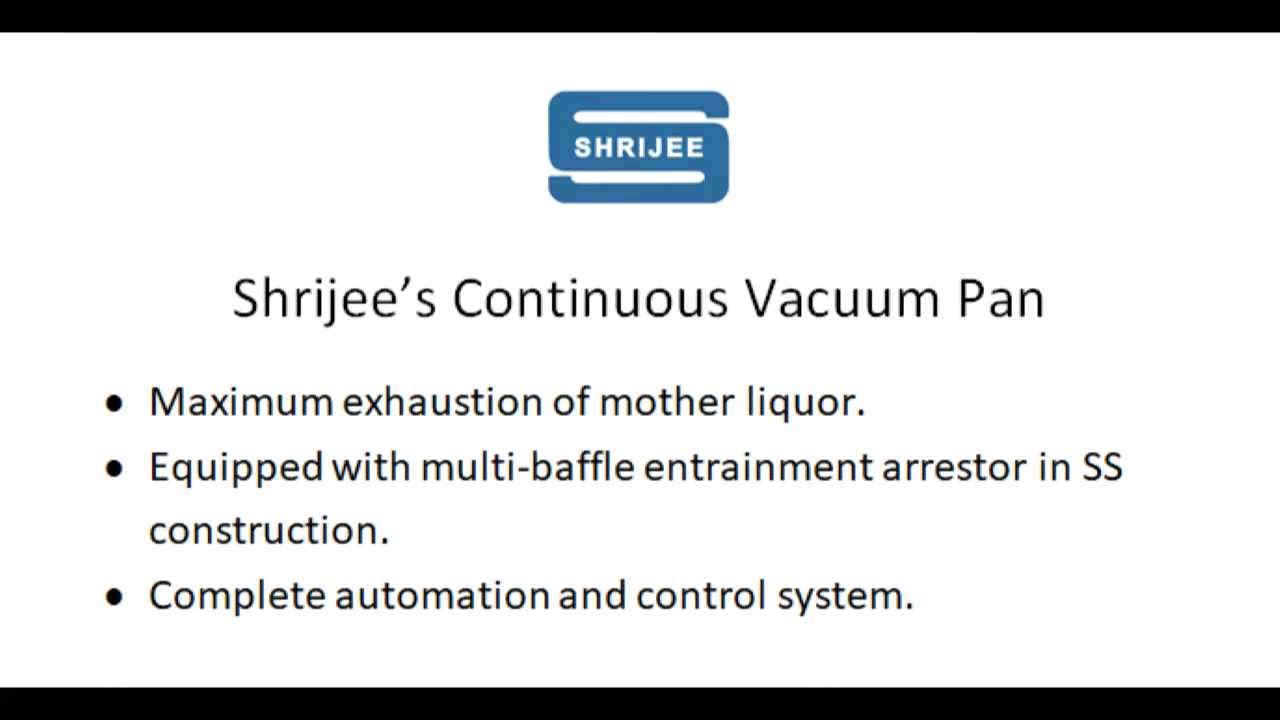 SHRIJEE
Shrijee’s Continuous Vacuum Pan
● Maximum exhaustion of mother liquor.
● Equipped with multi-baffle entrainment arrestor in SS
construction.
● Complete automation and control system.